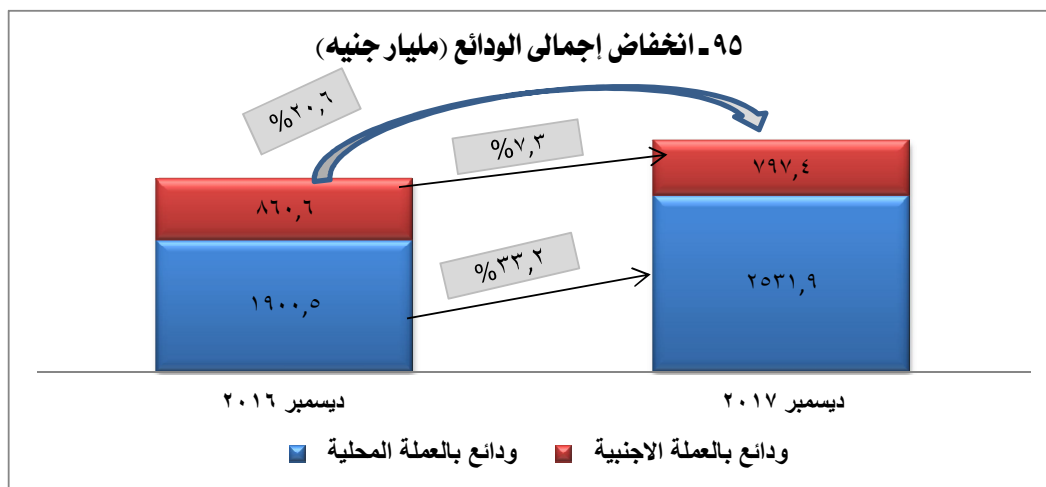 ٩٥ ـ انخفاض إجمالى الودائع (مليار جنيه)
%٢٠,٦
%٧,٣
٧٩٧,٤
٨٦٠,٦
%٣٣,٢
٢٥٣١,٩
١٩٠٠,٥
ديسمبر ٢٠١٦
ديسمبر ٢٠١٧
ودائع بالعملة المحلية
ودائع بالعملة الاجنبية